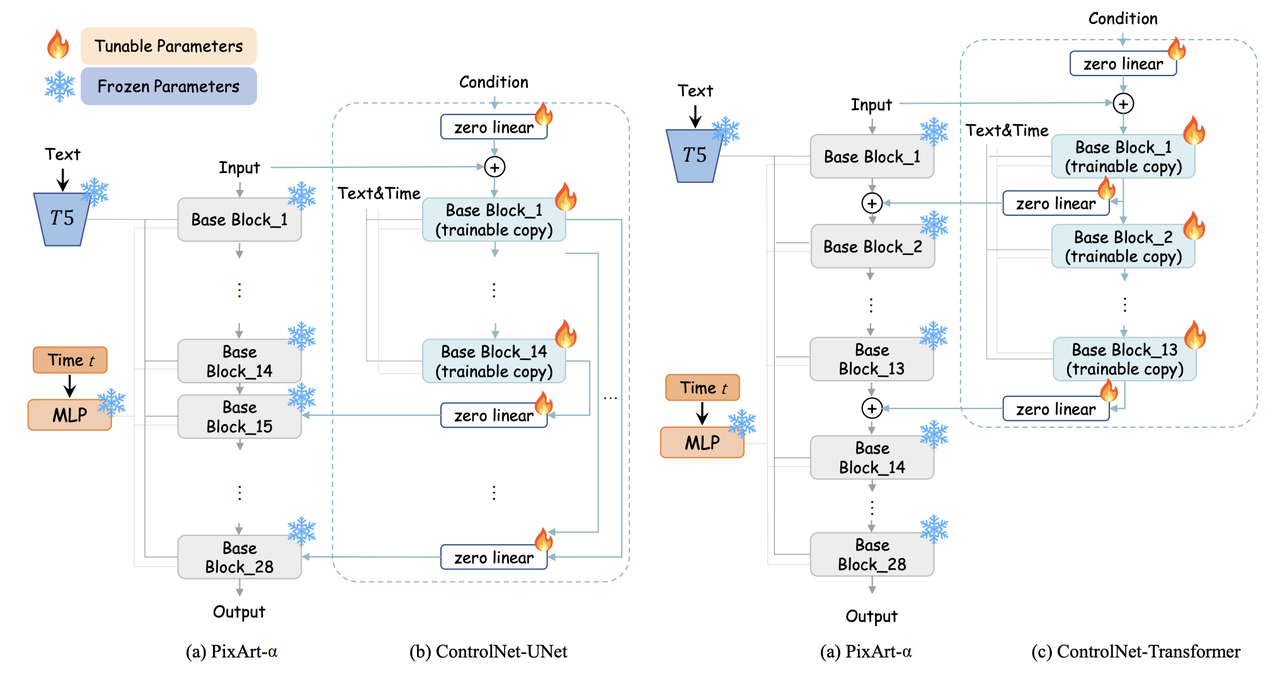 Tunable Parameters
Frozen Parameters
Text
T5
Time t
MLP
Input
Base Block_1
⋮
Base
Block_14
Base
Block_15
⋮
Base
Block_28
Output
(a) PixArt-α
Condition
zero linear
+
Text&Time
Base Block_1
(trainable copy)
⋮
Base Block_14
(trainable copy)
zero linear
...
⋮
zero linear
(b) ControlNet-UNet
Text
T5
Time t
MLP
Input
Base Block_1
+
Base Block_2
⋮
Base
Block_13
+
Base
Block_14
⋮
Base
Block_28
Output
(a) PixArt-α
Condition
zero linear
+
Text&Time
Base Block_1
(trainable copy)
zero linear
Base Block_2
(trainable copy)
⋮
Base Block_13
(trainable copy)
zero linear
(c) ControlNet-Transformer